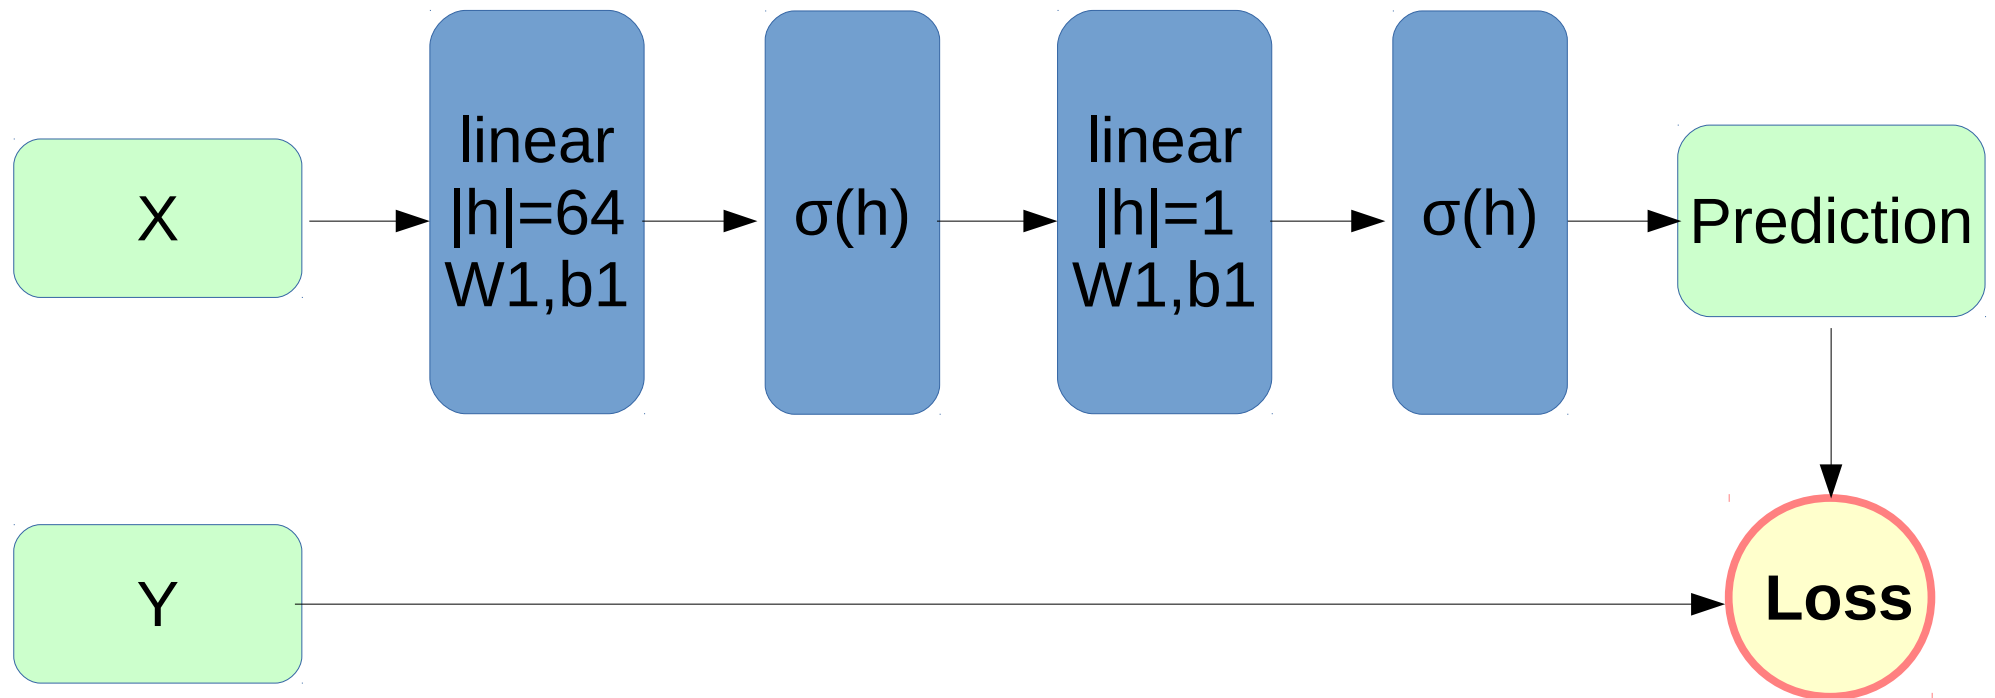 X
linear
|h|=64
W1,b1
σ(h)
linear
|h|=1
W1,b1
σ(h)
Prediction
Y
Loss